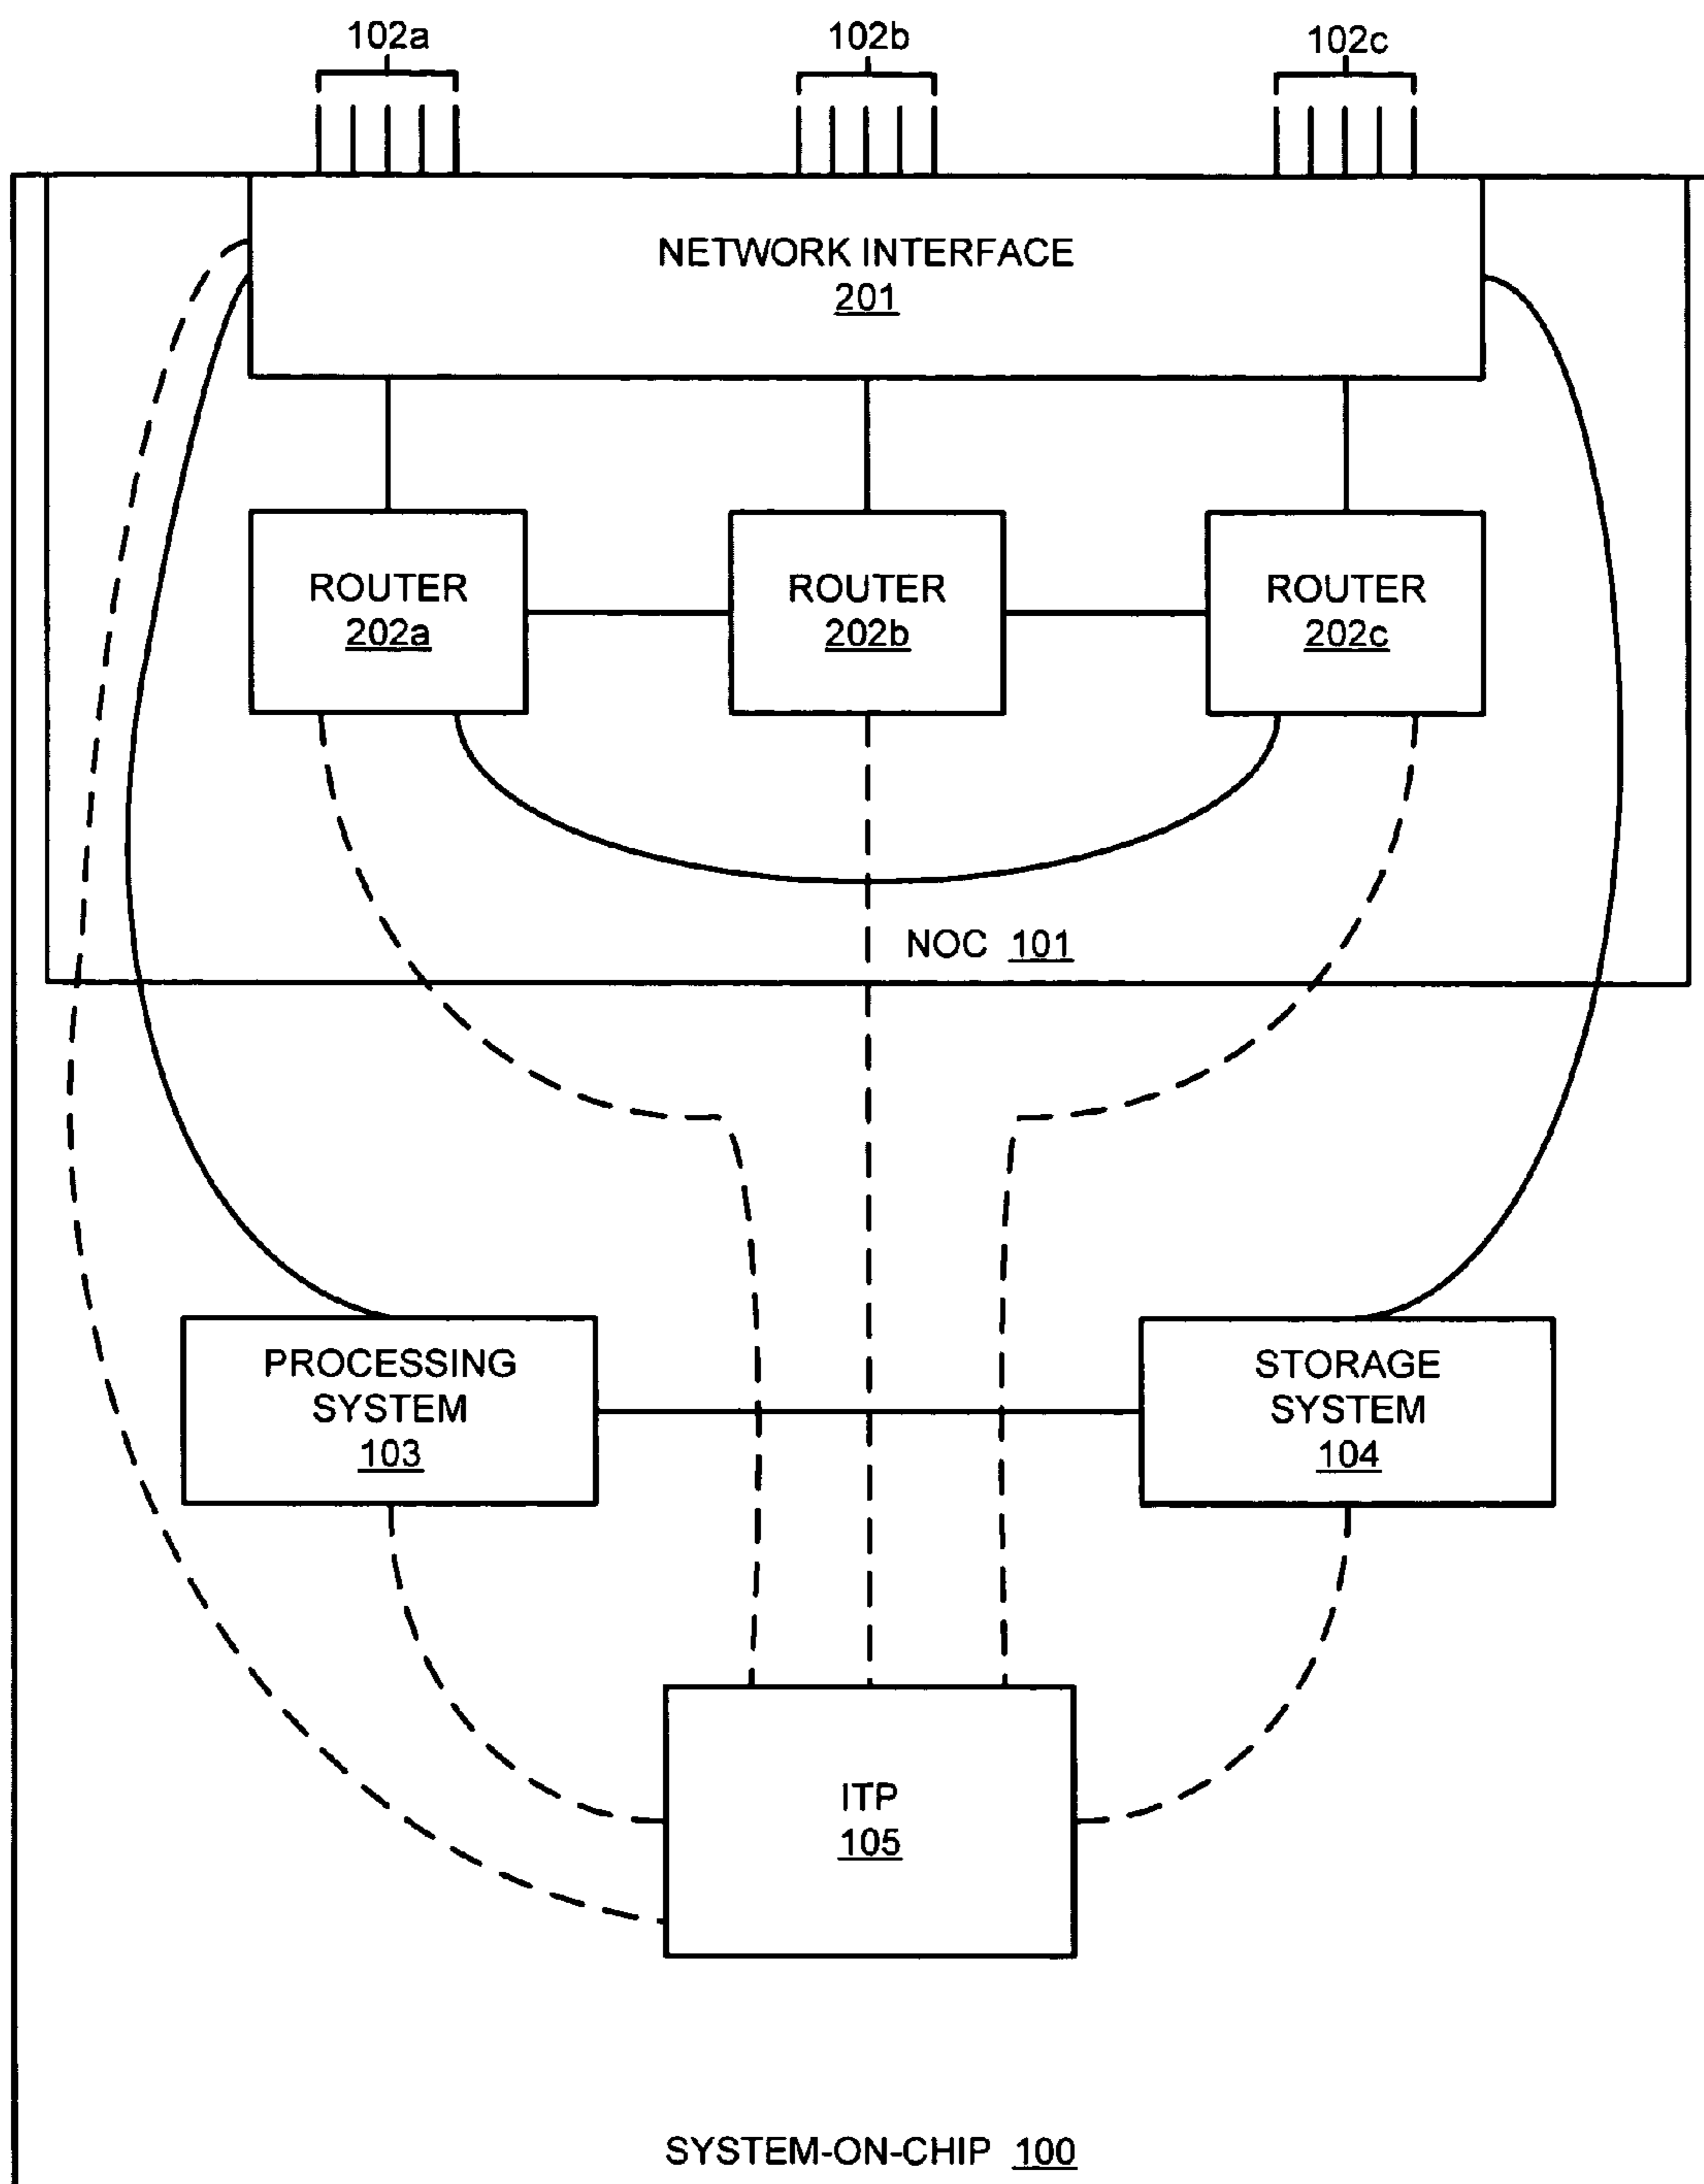 102a
102b
102c
NETWORK INTERFACE
201
ROUTER
202a
ROUTER
202b
ROUTER
202c
NOC 101
PROCESSING
SYSTEM
103
STORAGE
SYSTEM
104
ITP
105
SYSTEM-ON-CHIP 100